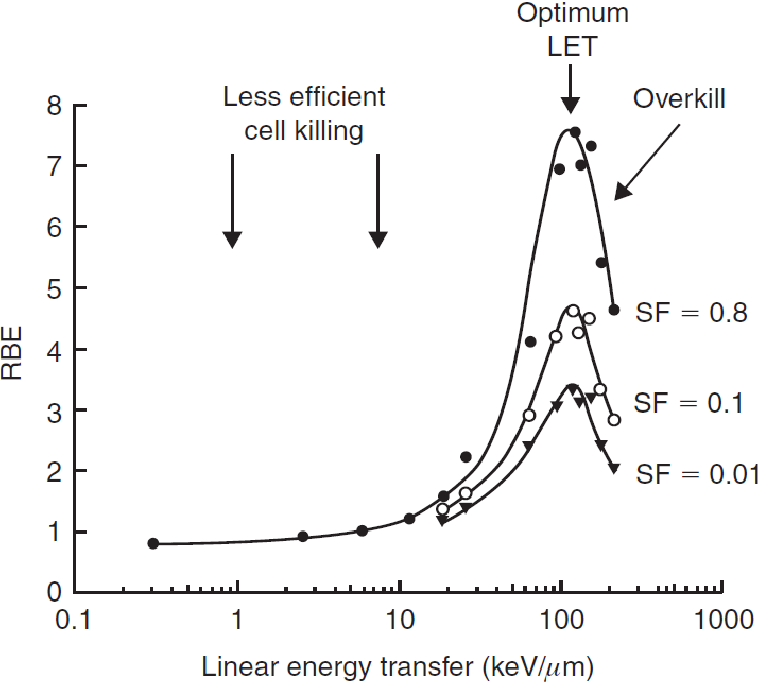 Optimum
LET
Less efficient
cell killing
Overkill
8
7
6
5
4
3
2
1
0
RBE
SF = 0.8
SF = 0.1
SF = 0.01
0.1
1
10
100
1000
Linear energy transfer (keV/μm)